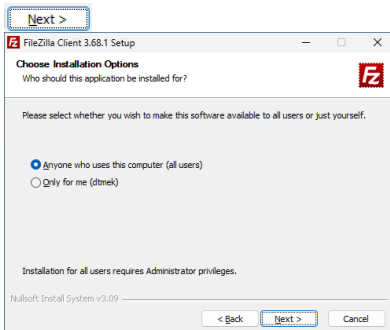 Next >
FileZilla Client 3.68.1 Setup
Choose Installation Options
Who should this application be installed for?
Please select whether you wish to make this software available to all users or just yourself.
Anyone who uses this computer (all users)
Only for me (dtmek)
Installation for all users requires Administrator privileges.
Nullsoft Install System v3.09
< Back Next > Cancel